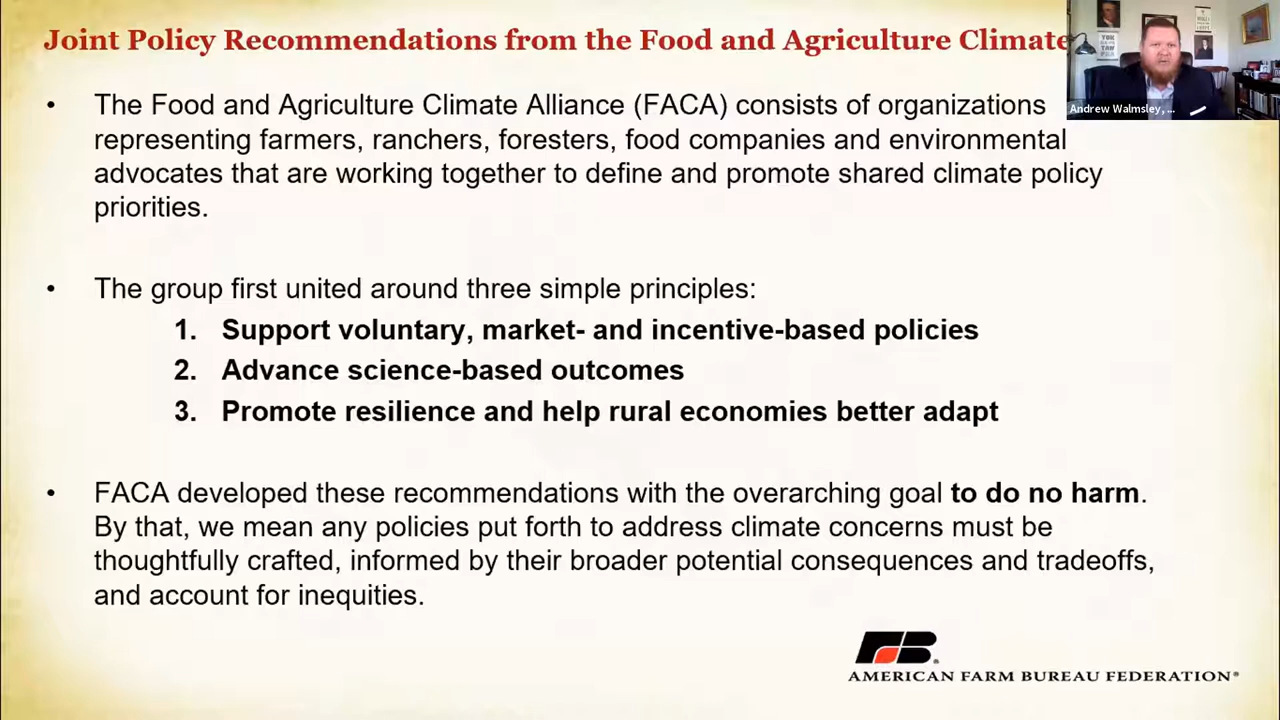 Joint Policy Recommendations from the Food and Agriculture Climate
Andrew Walmsley, ...
• The Food and Agriculture Climate Alliance (FACA) consists of organizations
representing farmers, ranchers, foresters, food companies and environmental
advocates that are working together to define and promote shared climate policy
priorities.
• The group first united around three simple principles:
1. Support voluntary, market- and incentive-based policies
2. Advance science-based outcomes
3. Promote resilience and help rural economies better adapt
• FACA developed these recommendations with the overarching goal to do no harm.
By that, we mean any policies put forth to address climate concerns must be
thoughtfully crafted, informed by their broader potential consequences and tradeoffs,
and account for inequities.
FB®
AMERICAN FARM BUREAU FEDERATION®